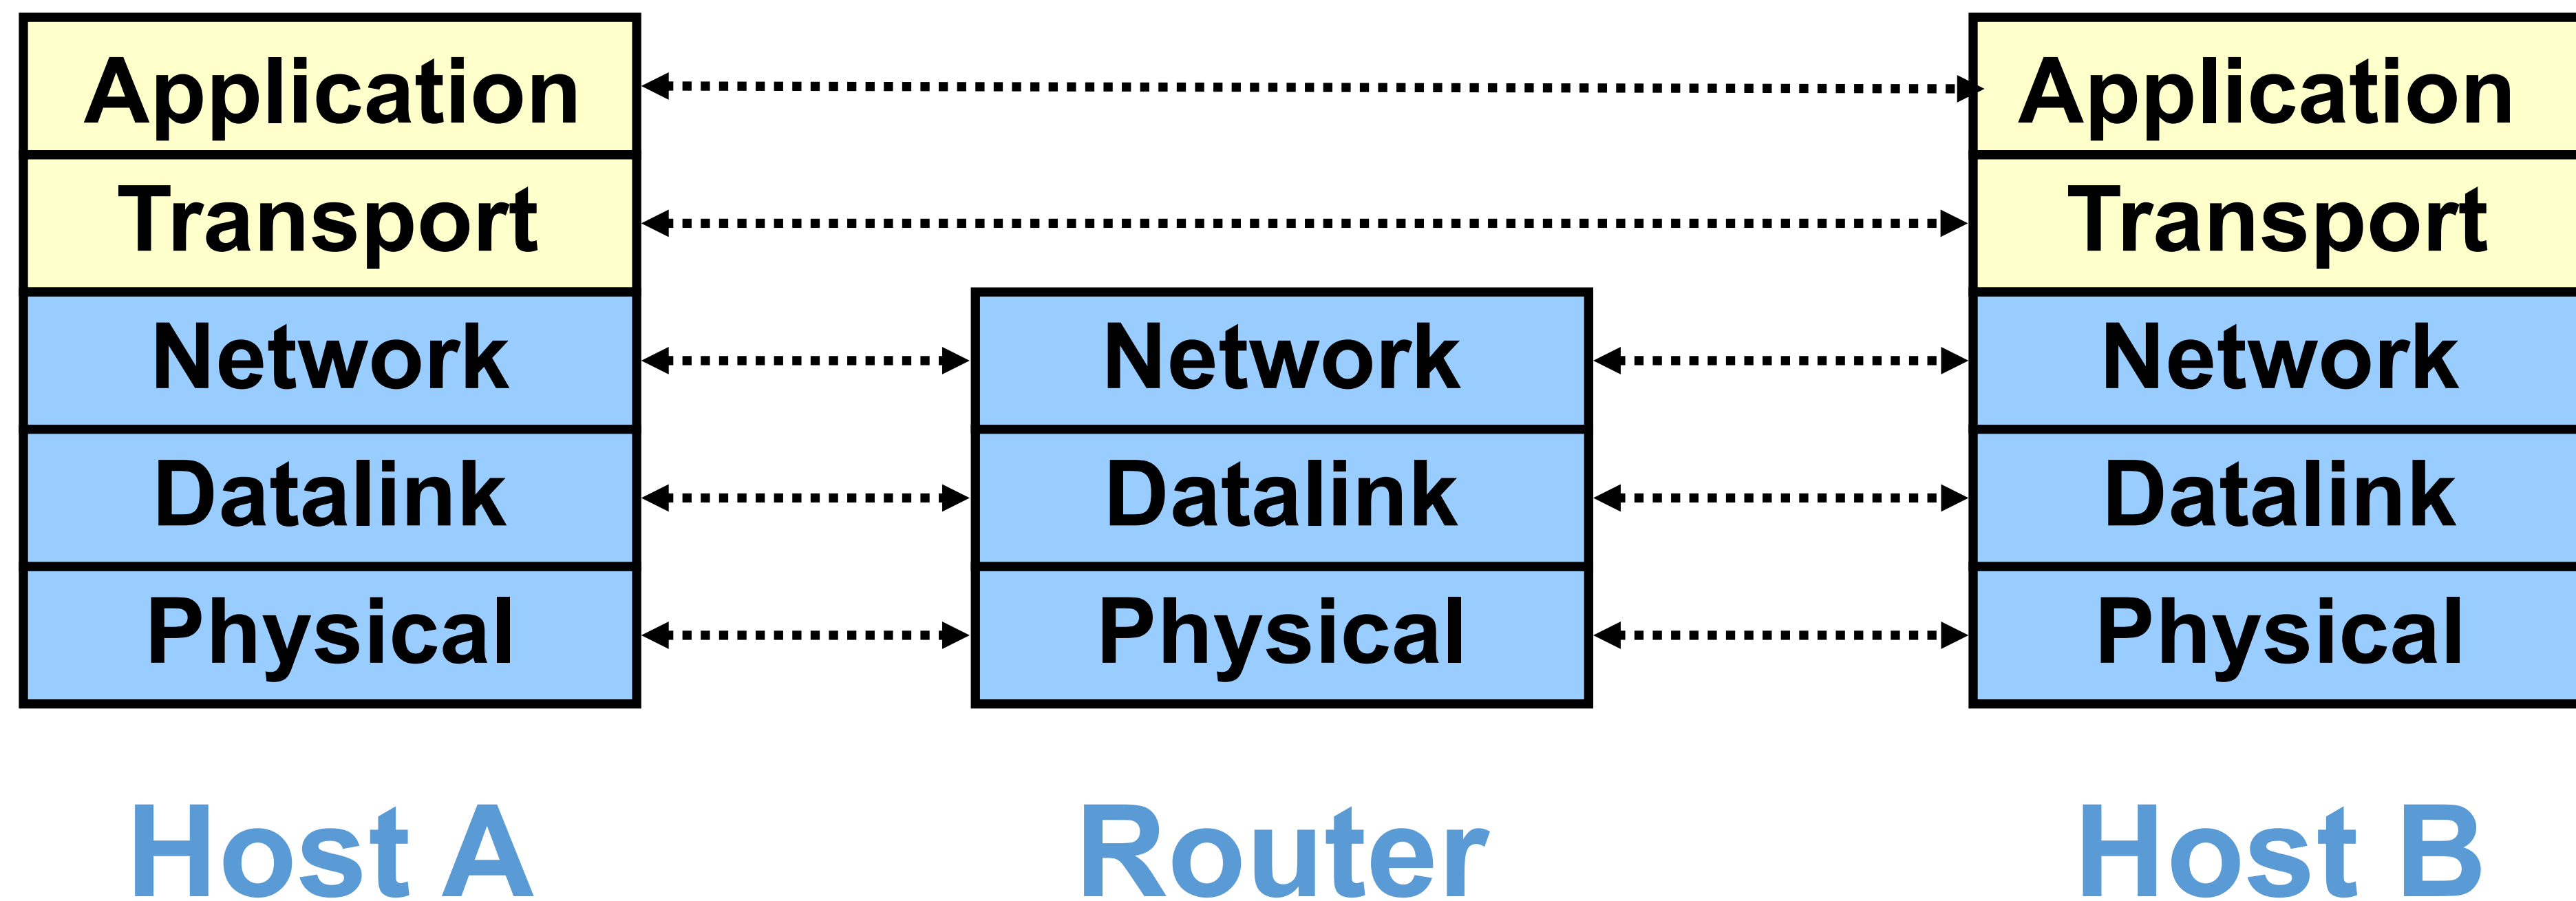 Application
Application
Transport
Transport
Network
Network
Network
Datalink
Datalink
Datalink
Physical
Physical
Physical
Host A
Router
Host B